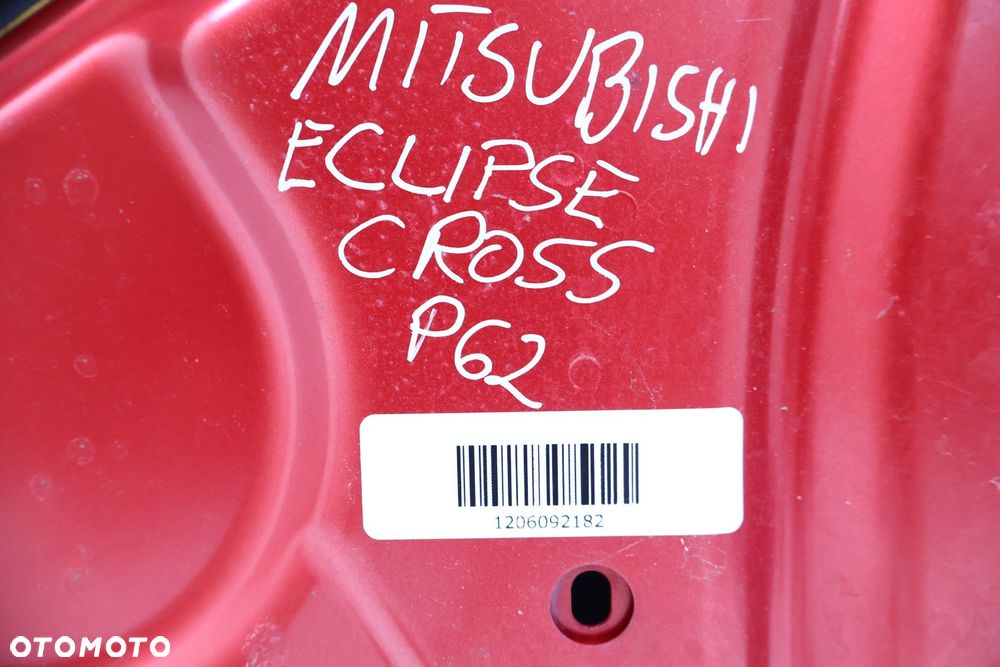 MITSUBISHI
ECLIPSE
CROSS
P62
1206092182
OTOMOTO